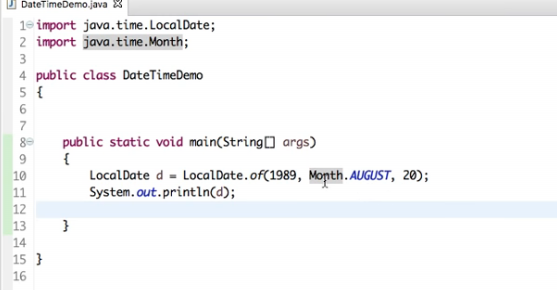 DateTimeDemo.java
1 import java.time.LocalDate;
2 import java.time.Month;
3
4 public class DateTimeDemo
5 {
6
7
8     public static void main(String[] args)
9     {
10         LocalDate d = LocalDate.of(1989, Month.AUGUST, 20);
11         System.out.println(d);
12
13     }
14
15 }
16